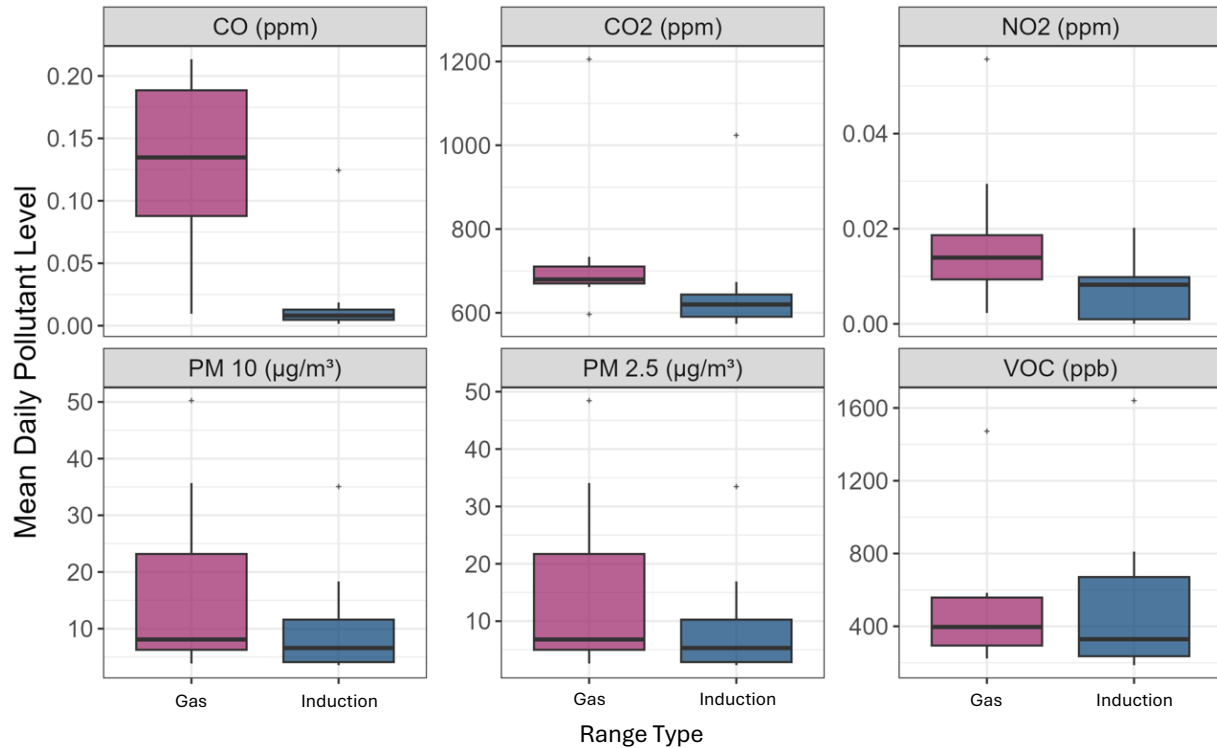 Mean Daily Pollutant Level
CO (ppm)
0.20
0.15
0.10
0.05
0.00
CO2 (ppm)
1200
1000
800
600
NO2 (ppm)
0.04
0.02
0.00
PM 10 (µg/m³)
50
40
30
20
10
Gas
Induction
PM 2.5 (µg/m³)
50
40
30
20
10
Gas
Induction
VOC (ppb)
1600
1200
800
400
Gas
Induction
Range Type